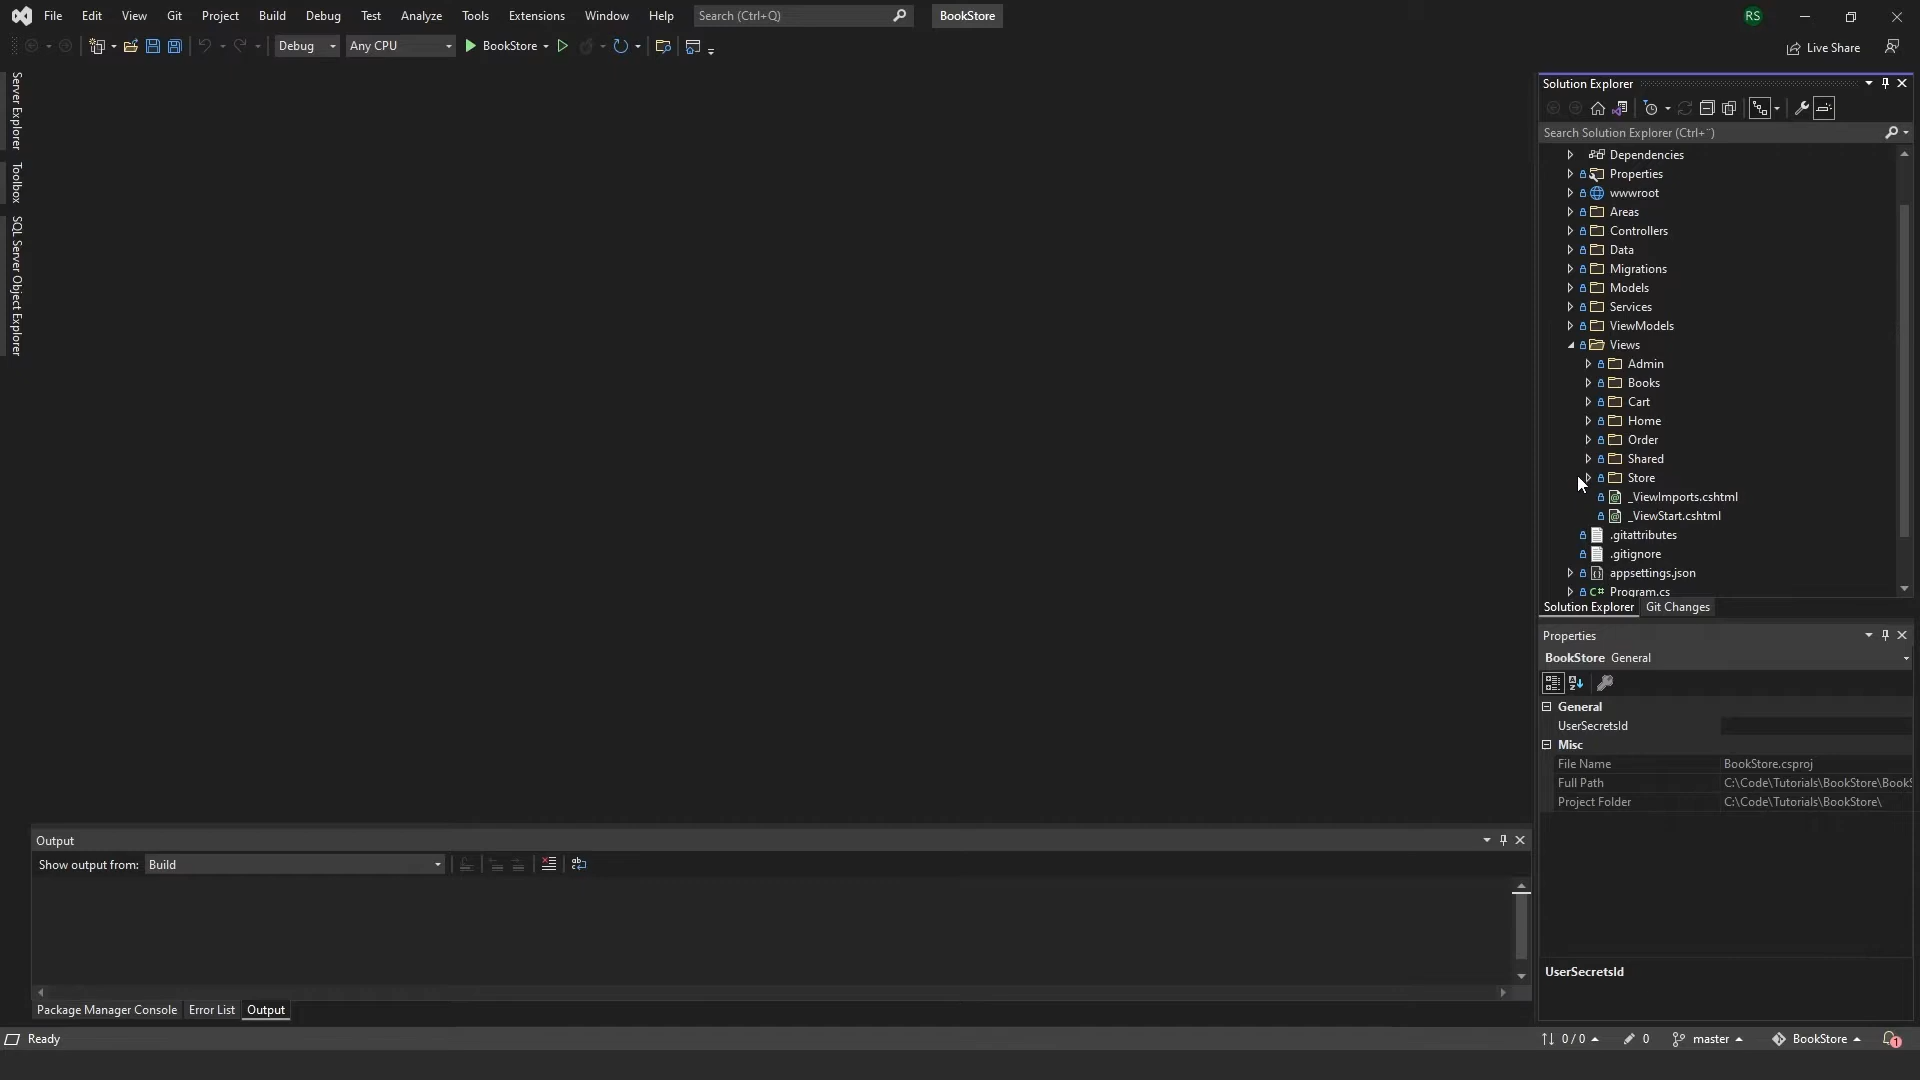 File Edit View Git Project Build Debug Test Analyze Tools Extensions Window Help Search (Ctrl+Q) BookStore RS
Debug Any CPU BookStore Live Share
Server Explorer
Toolbox
SQL Server Object Explorer
Solution Explorer
Search Solution Explorer (Ctrl+¨)
Dependencies
Properties
wwwroot
Areas
Controllers
Data
Migrations
Models
Services
ViewModels
Views
Admin
Books
Cart
Home
Order
Shared
Store
_ViewImports.cshtml
_ViewStart.cshtml
.gitattributes
.gitignore
appsettings.json
C# Program.cs
Solution Explorer Git Changes
Properties
BookStore General
General
UserSecretsId
Misc
File Name BookStore.csproj
Full Path C:\Code\Tutorials\BookStore\BookS
Project Folder C:\Code\Tutorials\BookStore\
UserSecretsId
Output
Show output from: Build
Package Manager Console Error List Output
Ready 0 / 0 0 master BookStore 1